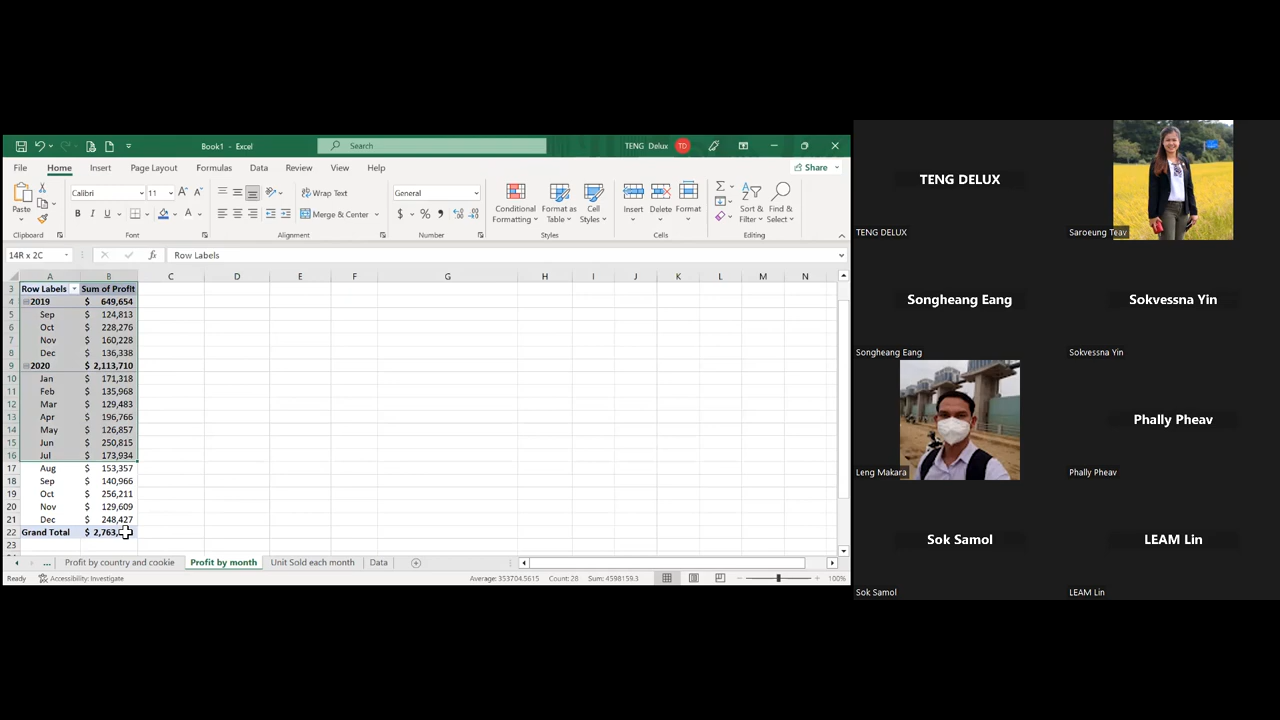 Book1 - Excel
Search
TENG Delux
TD
File Home Insert Page Layout Formulas Data Review View Help
Share
Paste
Calibri 11
Wrap Text
Merge & Center
General
Conditional Formatting
Format as Table
Cell Styles
Insert
Delete
Format
Sort & Filter
Find & Select
Clipboard Font Alignment Number Styles Cells Editing
14R x 2C
fx
Row Labels
A B C D E F G H I J K L M N
3 Row Labels Sum of Profit
4 2019 $ 649,654
5 Sep $ 124,813
6 Oct $ 228,276
7 Nov $ 160,228
8 Dec $ 136,338
9 2020 $ 2,113,710
10 Jan $ 171,318
11 Feb $ 135,968
12 Mar $ 129,483
13 Apr $ 196,766
14 May $ 126,857
15 Jun $ 250,815
16 Jul $ 173,934
17 Aug $ 153,357
18 Sep $ 140,966
19 Oct $ 256,211
20 Nov $ 129,609
21 Dec $ 248,427
22 Grand Total $ 2,763,
23
... Profit by country and cookie Profit by month Unit Sold each month Data
Ready Accessibility: Investigate Average: 353704.5615 Count: 28 Sum: 4598159.3 100%
TENG DELUX
TENG DELUX
Saroeung Teav
Songheang Eang
Songheang Eang
Sokvessna Yin
Sokvessna Yin
Leng Makara
Phally Pheav
Phally Pheav
Sok Samol
Sok Samol
LEAM Lin
LEAM Lin